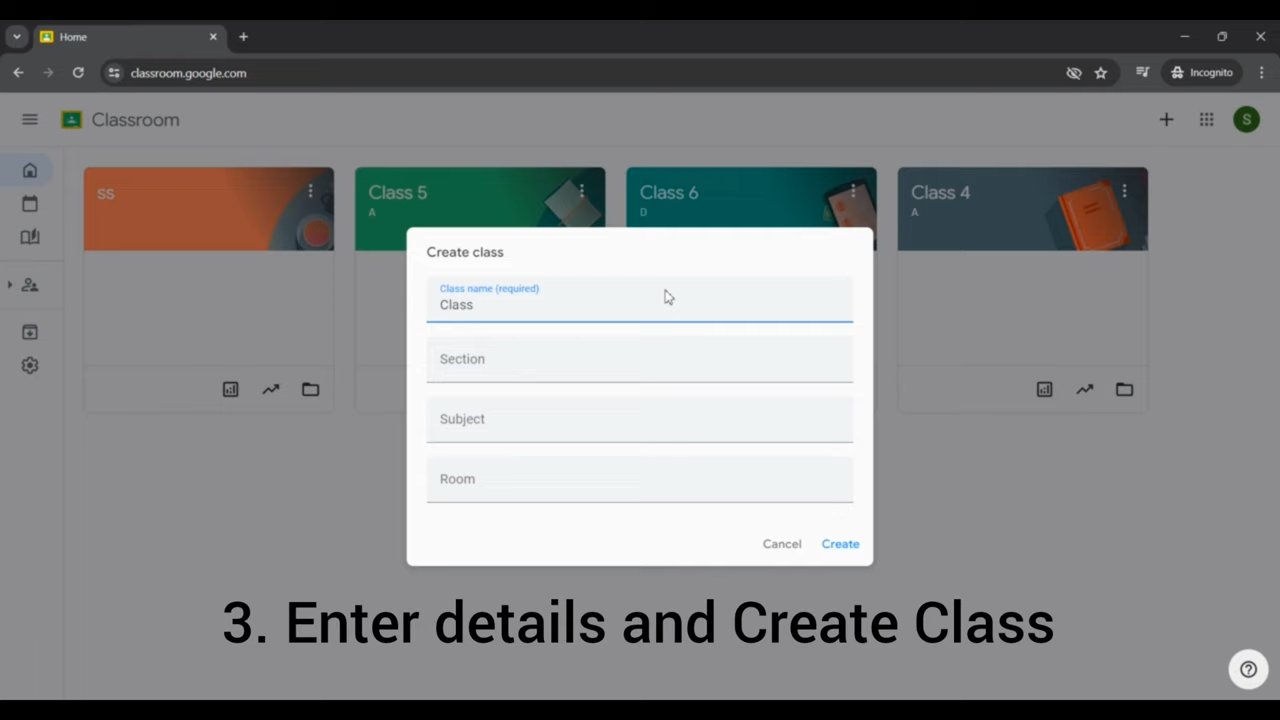 Home
classroom.google.com
Incognito
Classroom
S
ss
Class 5
A
Class 6
D
Class 4
A
Create class
Class name (required)
Class
Section
Subject
Room
Cancel
Create
3. Enter details and Create Class